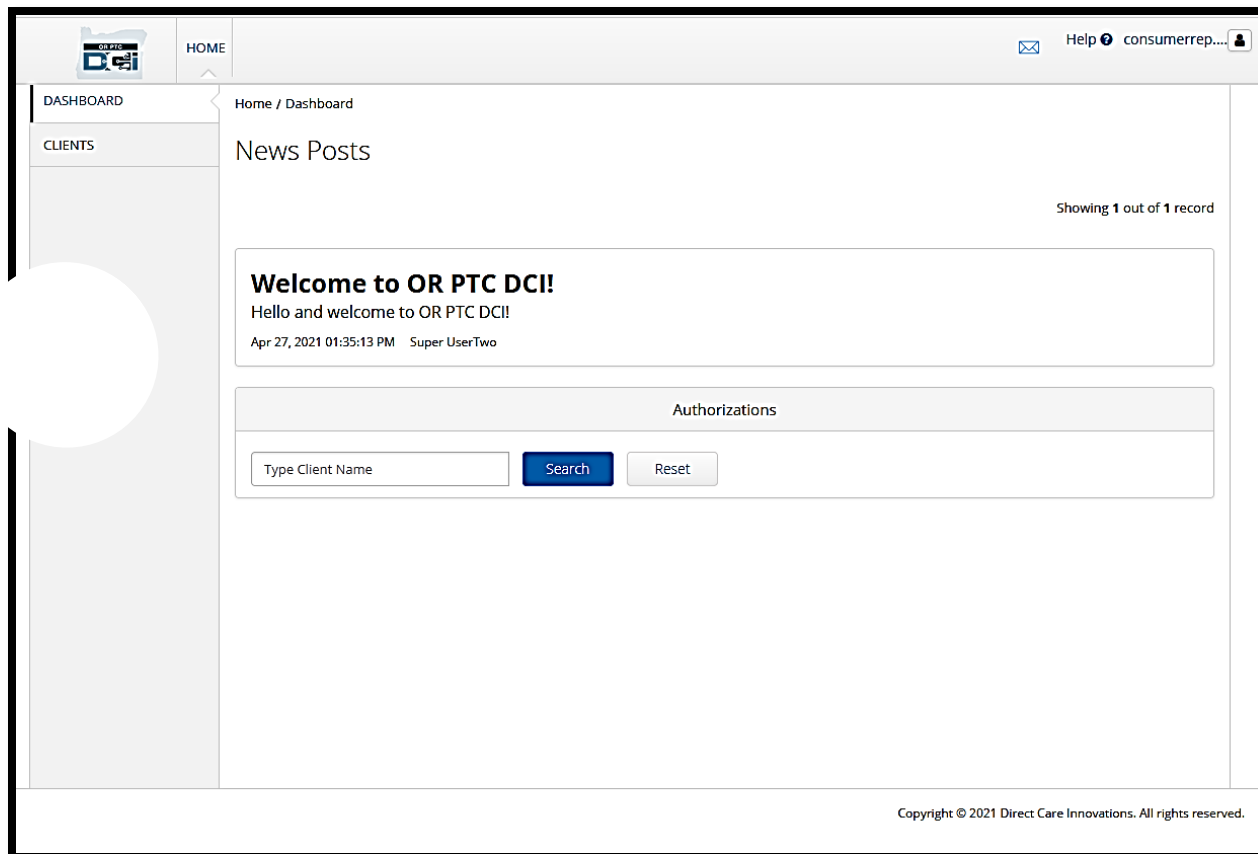 OR PTC
DCi
HOME
Help ? consumerrep....
DASHBOARD
CLIENTS
Home / Dashboard
News Posts
Showing 1 out of 1 record
Welcome to OR PTC DCI!
Hello and welcome to OR PTC DCI!
Apr 27, 2021 01:35:13 PM Super UserTwo
Authorizations
Type Client Name Search Reset
Copyright © 2021 Direct Care Innovations. All rights reserved.